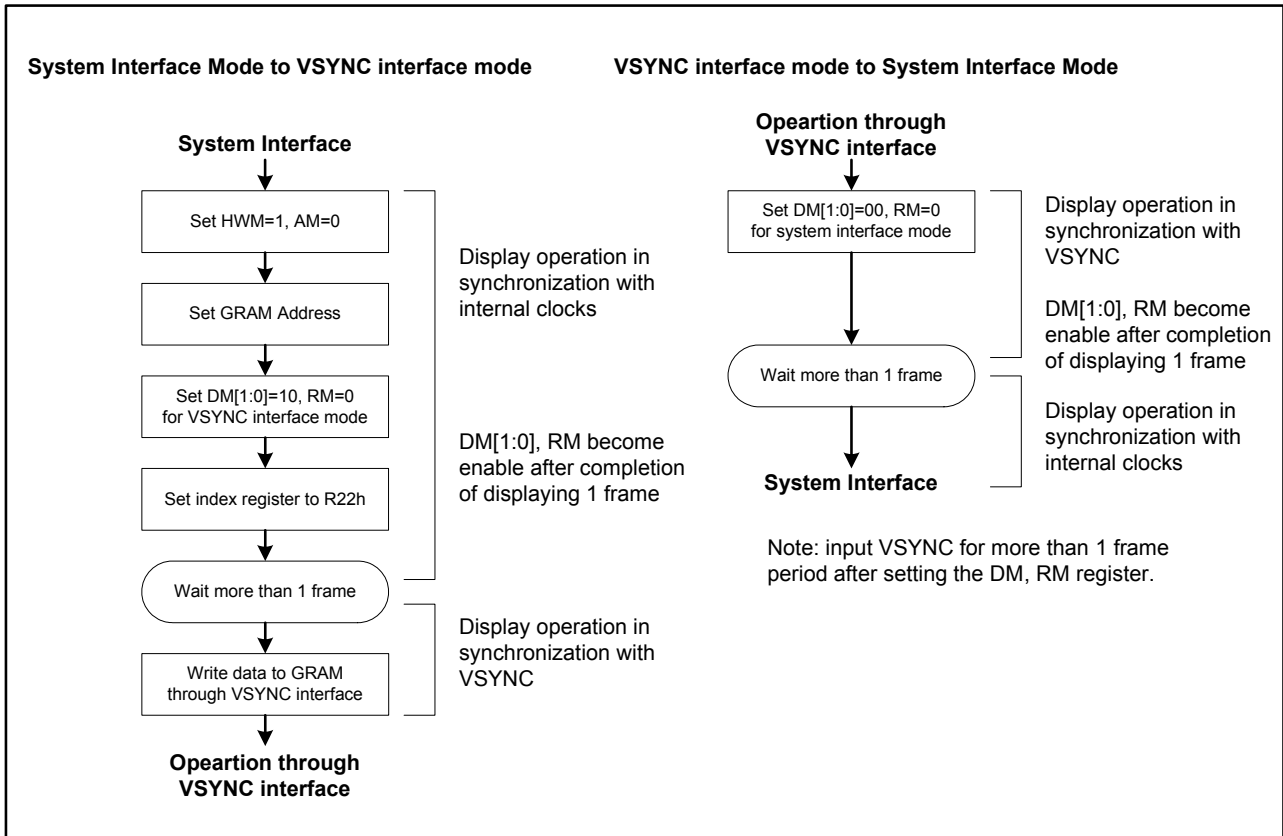 System Interface Mode to VSYNC interface mode
System Interface
Set HWM=1, AM=0
Set GRAM Address
Set DM[1:0]=10, RM=0
for VSYNC interface mode
Set index register to R22h
Wait more than 1 frame
Write data to GRAM
through VSYNC interface
Opeartion through
VSYNC interface
Display operation in
synchronization with
internal clocks
DM[1:0], RM become
enable after completion
of displaying 1 frame
Display operation in
synchronization with
VSYNC
VSYNC interface mode to System Interface Mode
Opeartion through
VSYNC interface
Set DM[1:0]=00, RM=0
for system interface mode
Wait more than 1 frame
System Interface
Display operation in
synchronization with
VSYNC
DM[1:0], RM become
enable after completion
of displaying 1 frame
Display operation in
synchronization with
internal clocks
Note: input VSYNC for more than 1 frame
period after setting the DM, RM register.